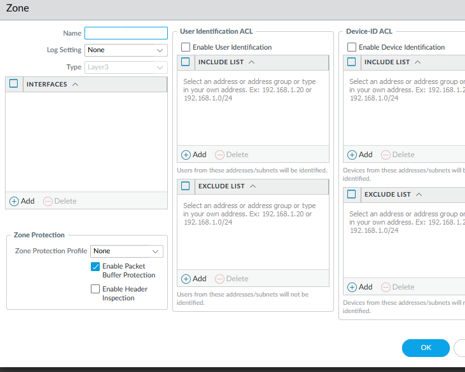 Zone
Name
Log Setting None
Type Layer3
INTERFACES
Add Delete
Zone Protection
Zone Protection Profile None
Enable Packet
Buffer Protection
Enable Header
Inspection
User Identification ACL
Enable User Identification
INCLUDE LIST
Select an address or address group or type
in your own address. Ex: 192.168.1.20 or
192.168.1.0/24
Add Delete
Users from these addresses/subnets will be identified.
EXCLUDE LIST
Select an address or address group or type
in your own address. Ex: 192.168.1.20 or
192.168.1.0/24
Add Delete
Users from these addresses/subnets will not be
identified.
Device-ID ACL
Enable Device Identification
INCLUDE LIST
Select an address or address group or
in your own address. Ex: 192.168.1.2
192.168.1.0/24
Add Delete
Devices from these addresses/subnets will
identified.
EXCLUDE LIST
Select an address or address group or
in your own address. Ex: 192.168.1.2
192.168.1.0/24
Add Delete
Devices from these addresses/subnets will
identified.
OK